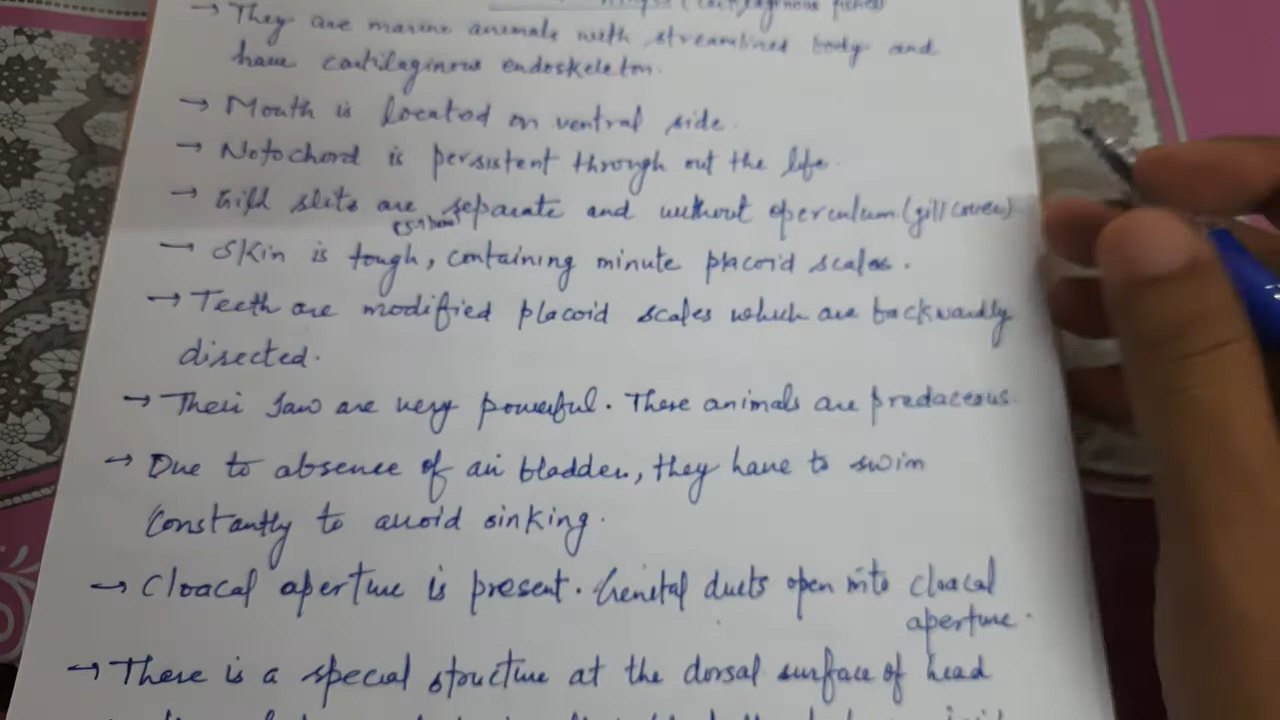 (cartilaginous fishes)
→ They are marine animals with streamlined body and
have cartilaginous endoskeleton.
→ Mouth is located on ventral side.
→ Notochord is persistent through out the life.
→ Gill slits are separate and without operculum (gill cover)
→ Skin is tough, containing minute placoid scales.
→ Teeth are modified placoid scales which are backwardly
directed.
→ Their Jaw are very powerful. These animals are predaceous.
→ Due to absence of air bladder, they have to swim
constantly to avoid sinking.
→ Cloacal aperture is present. Genital ducts open into cloacal
aperture.
→ There is a special structure at the dorsal surface of head